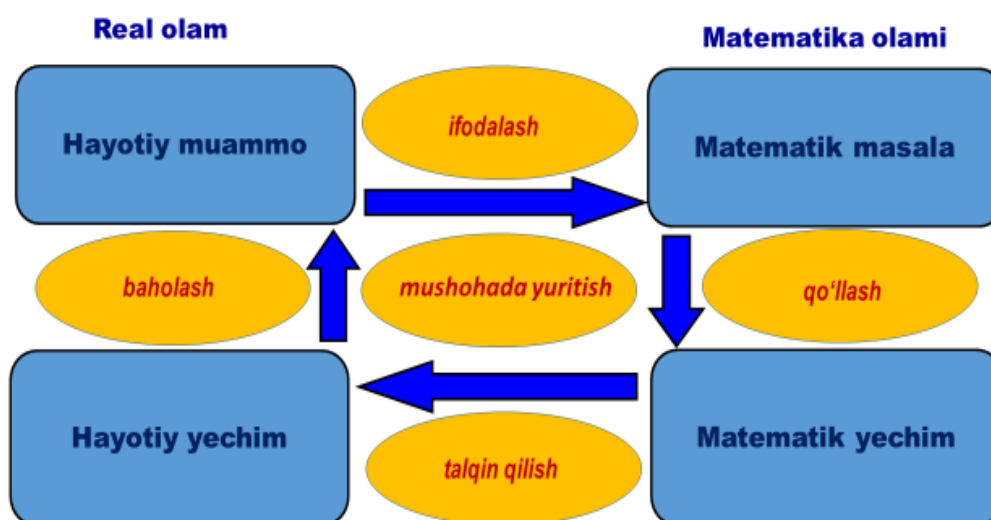 Real olam
Matematika olami
Hayotiy muammo
ifodalash
Matematik masala
baholash
mushohada yuritish
qo‘llash
Hayotiy yechim
talqin qilish
Matematik yechim